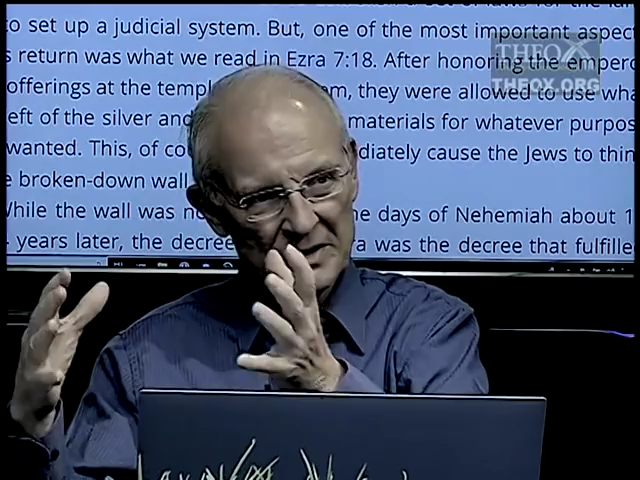 to set up a judicial system. But, one of the most important aspect
s return was what we read in Ezra 7:18. After honoring the empero
offerings at the temple em, they were allowed to use wha
eft of the silver and materials for whatever purpos
wanted. This, of co diately cause the Jews to thin
e broken-down wall
While the wall was ne days of Nehemiah about 1
years later, the decree ra was the decree that fulfille
THEOX
THEOX.ORG